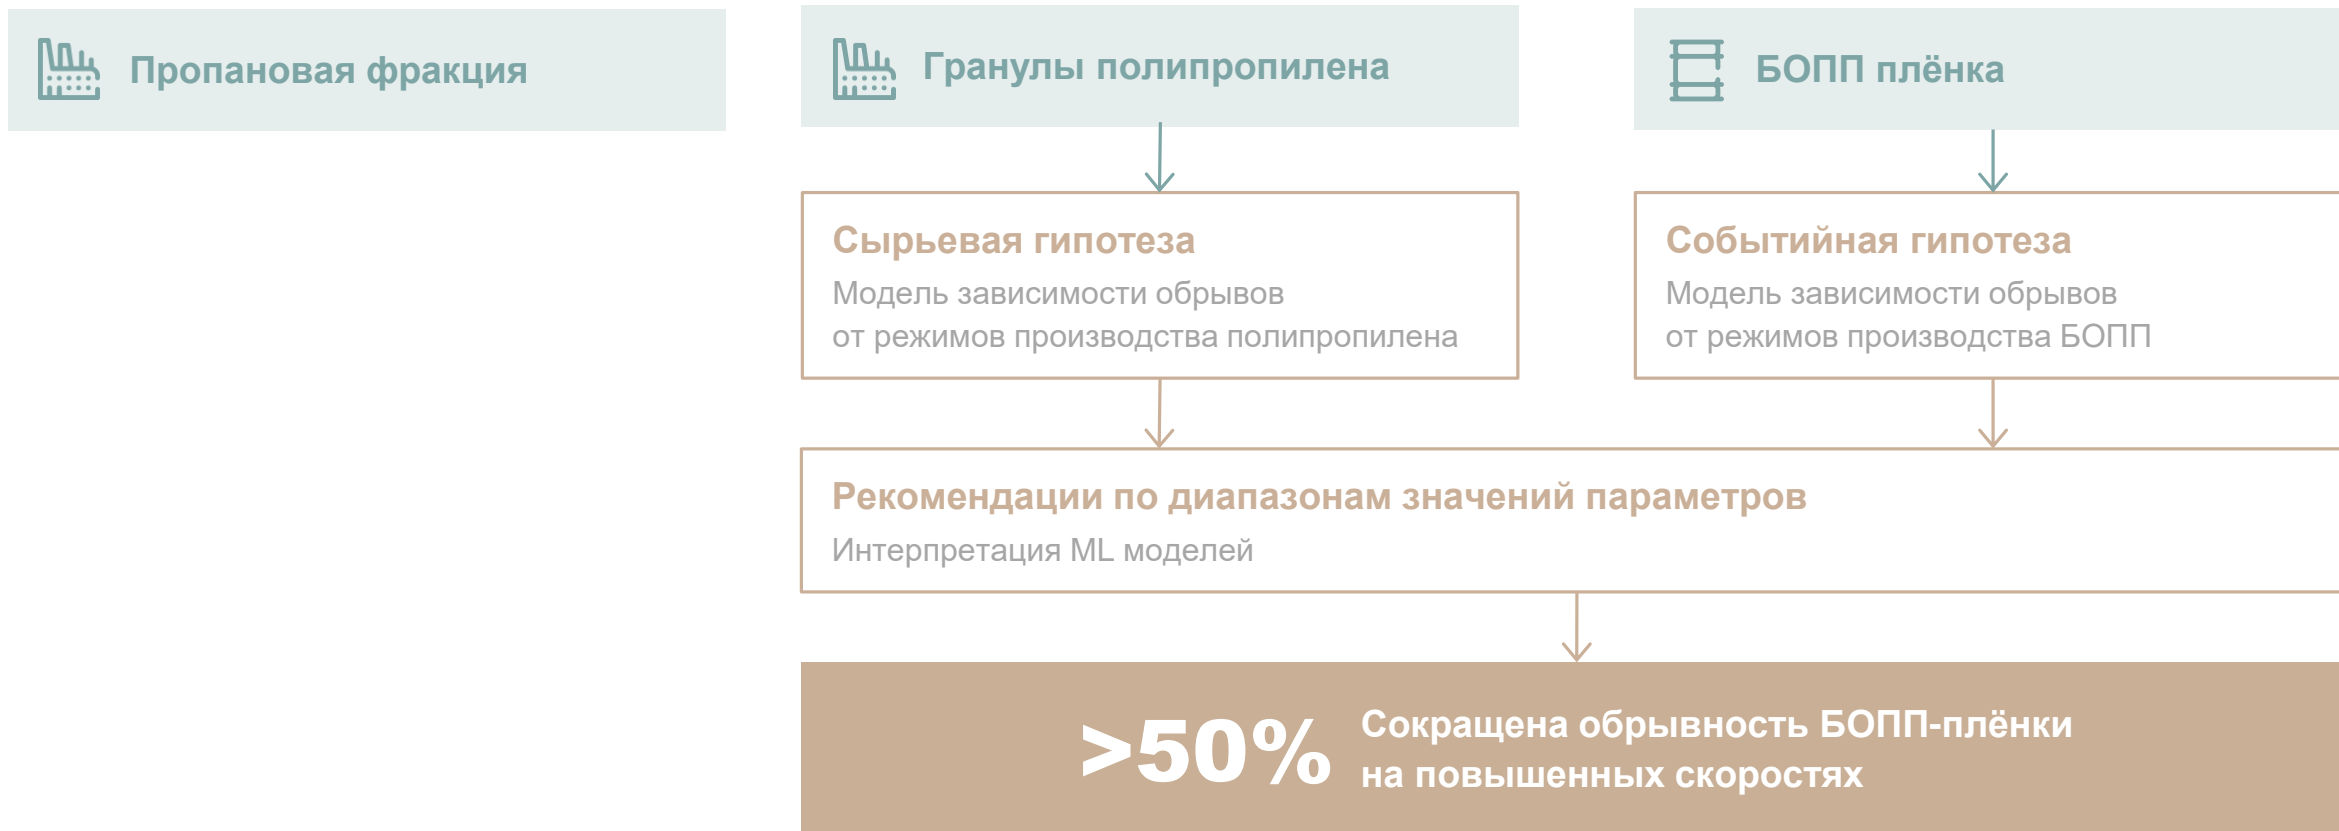 Пропановая фракция
Гранулы полипропилена
БОПП плёнка
Сырьевая гипотеза
Модель зависимости обрывов
от режимов производства полипропилена
Событийная гипотеза
Модель зависимости обрывов
от режимов производства БОПП
Рекомендации по диапазонам значений параметров
Интерпретация ML моделей
>50%
Сокращена обрывность БОПП-плёнки
на повышенных скоростях